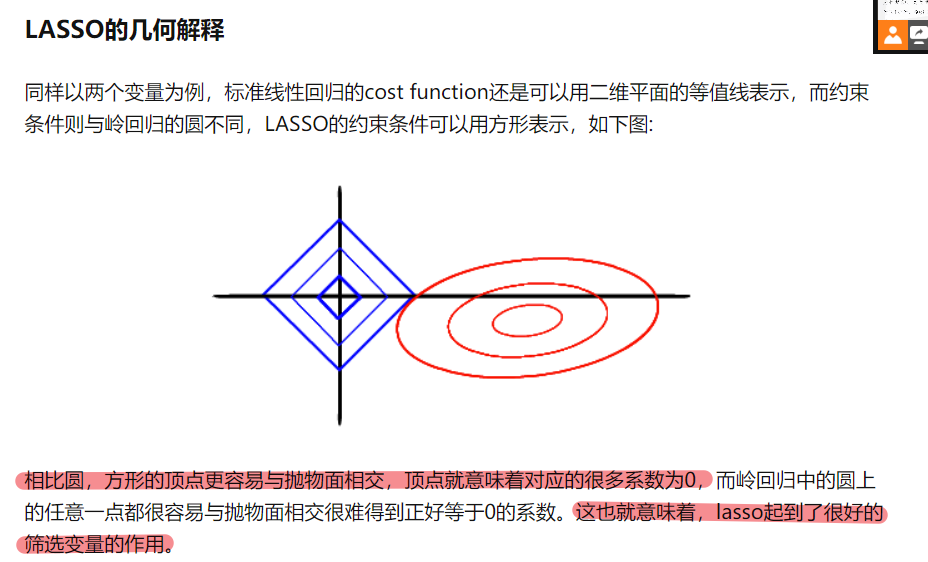 LASSO的几何解释
同样以两个变量为例，标准线性回归的cost function还是可以用二维平面的等值线表示，而约束
条件则与岭回归的圆不同，LASSO的约束条件可以用方形表示，如下图:
相比圆，方形的顶点更容易与抛物面相交，顶点就意味着对应的很多系数为0，而岭回归中的圆上
的任意一点都很容易与抛物面相交很难得到正好等于0的系数。这也就意味着，lasso起到了很好的
筛选变量的作用。